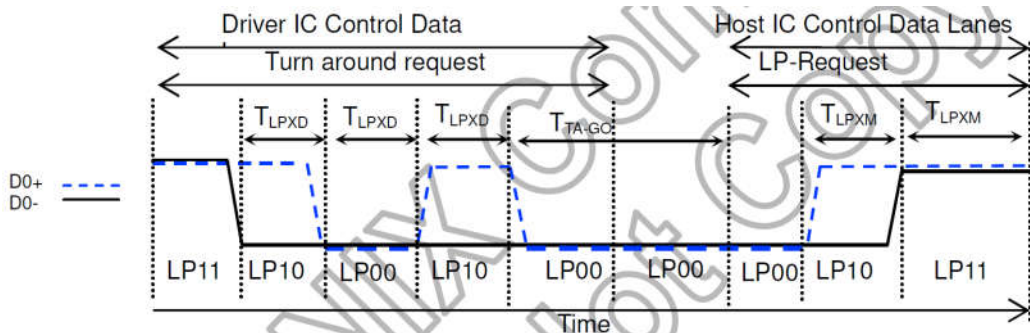 Driver IC Control Data Host IC Control Data Lanes
Turn around request LP-Request
TLPXD TLPXD TLPXD TTA-GO TLPXM TLPXM
D0+
D0-
LP11 LP10 LP00 LP10 LP00 LP00 LP00 LP10 LP11
Time